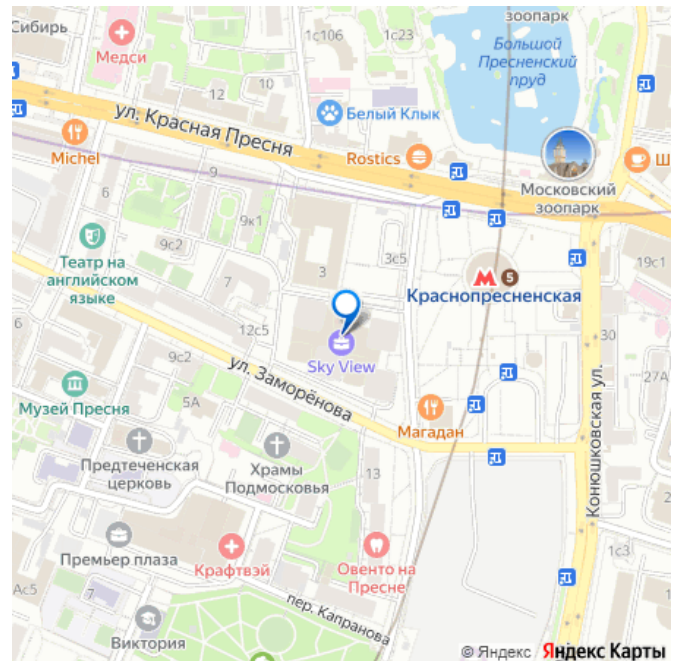 Сибирь
зоопарк
1с106
1с23
Медси
Большой
Пресненский
пруд
12
10
ул. Красная Пресня
Белый Клык
Michel
Rostics
Ш
9
Московский
зоопарк
6
9к1
9с2
3с5
19с1
Театр на
английском
языке
7
3
5
Краснопресненская
6
12с5
30
9с2
Sky View
27А
ул. Заморёнова
Музей Пресня
5А
Магадан
Предтеченская
церковь
Храмы
Подмосковья
13
Конюшковская ул.
2
Премьер плаза
Крафтвэй
Овенто на
Пресне
1с3
Ас5
7
пер. Капранова
Виктория
© Яндекс Яндекс Карты